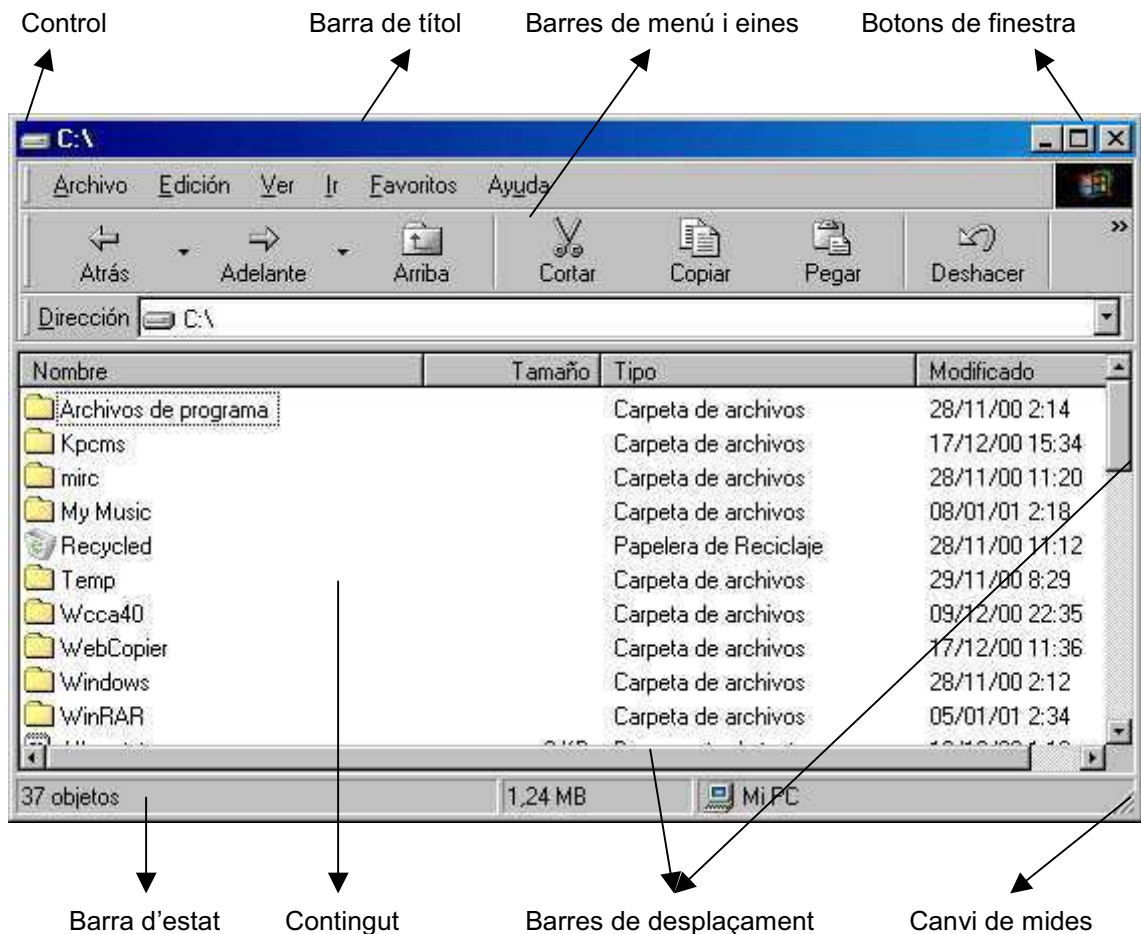 Control Barra de títol Barres de menú i eines Botons de finestra
C:\
Archivo Edición Ver Ir Favoritos Ayuda
»
Atrás Adelante Arriba Cortar Copiar Pegar Deshacer
Dirección C:\
Nombre Tamaño Tipo Modificado
Archivos de programa Carpeta de archivos 28/11/00 2:14
Kpcms Carpeta de archivos 17/12/00 15:34
mirc Carpeta de archivos 28/11/00 11:20
My Music Carpeta de archivos 08/01/01 2:18
Recycled Papelera de Reciclaje 28/11/00 11:12
Temp Carpeta de archivos 29/11/00 8:29
Wcca40 Carpeta de archivos 09/12/00 22:35
WebCopier Carpeta de archivos 17/12/00 11:36
Windows Carpeta de archivos 28/11/00 2:12
WinRAR Carpeta de archivos 05/01/01 2:34
37 objetos 1,24 MB Mi PC
Barra d’estat Contingut Barres de desplaçament Canvi de mides